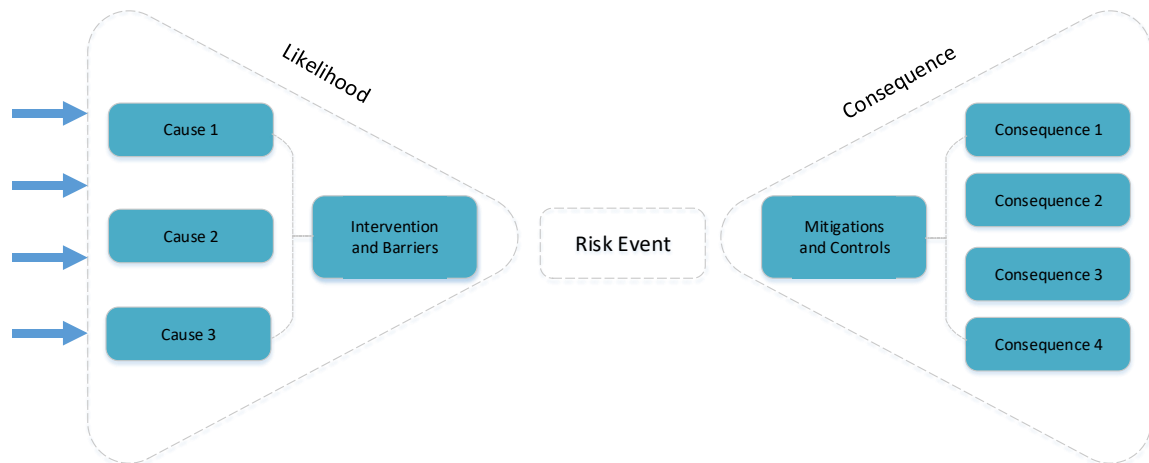 Likelihood
Cause 1
Cause 2
Cause 3
Intervention
and Barriers
Risk Event
Consequence
Mitigations
and Controls
Consequence 1
Consequence 2
Consequence 3
Consequence 4